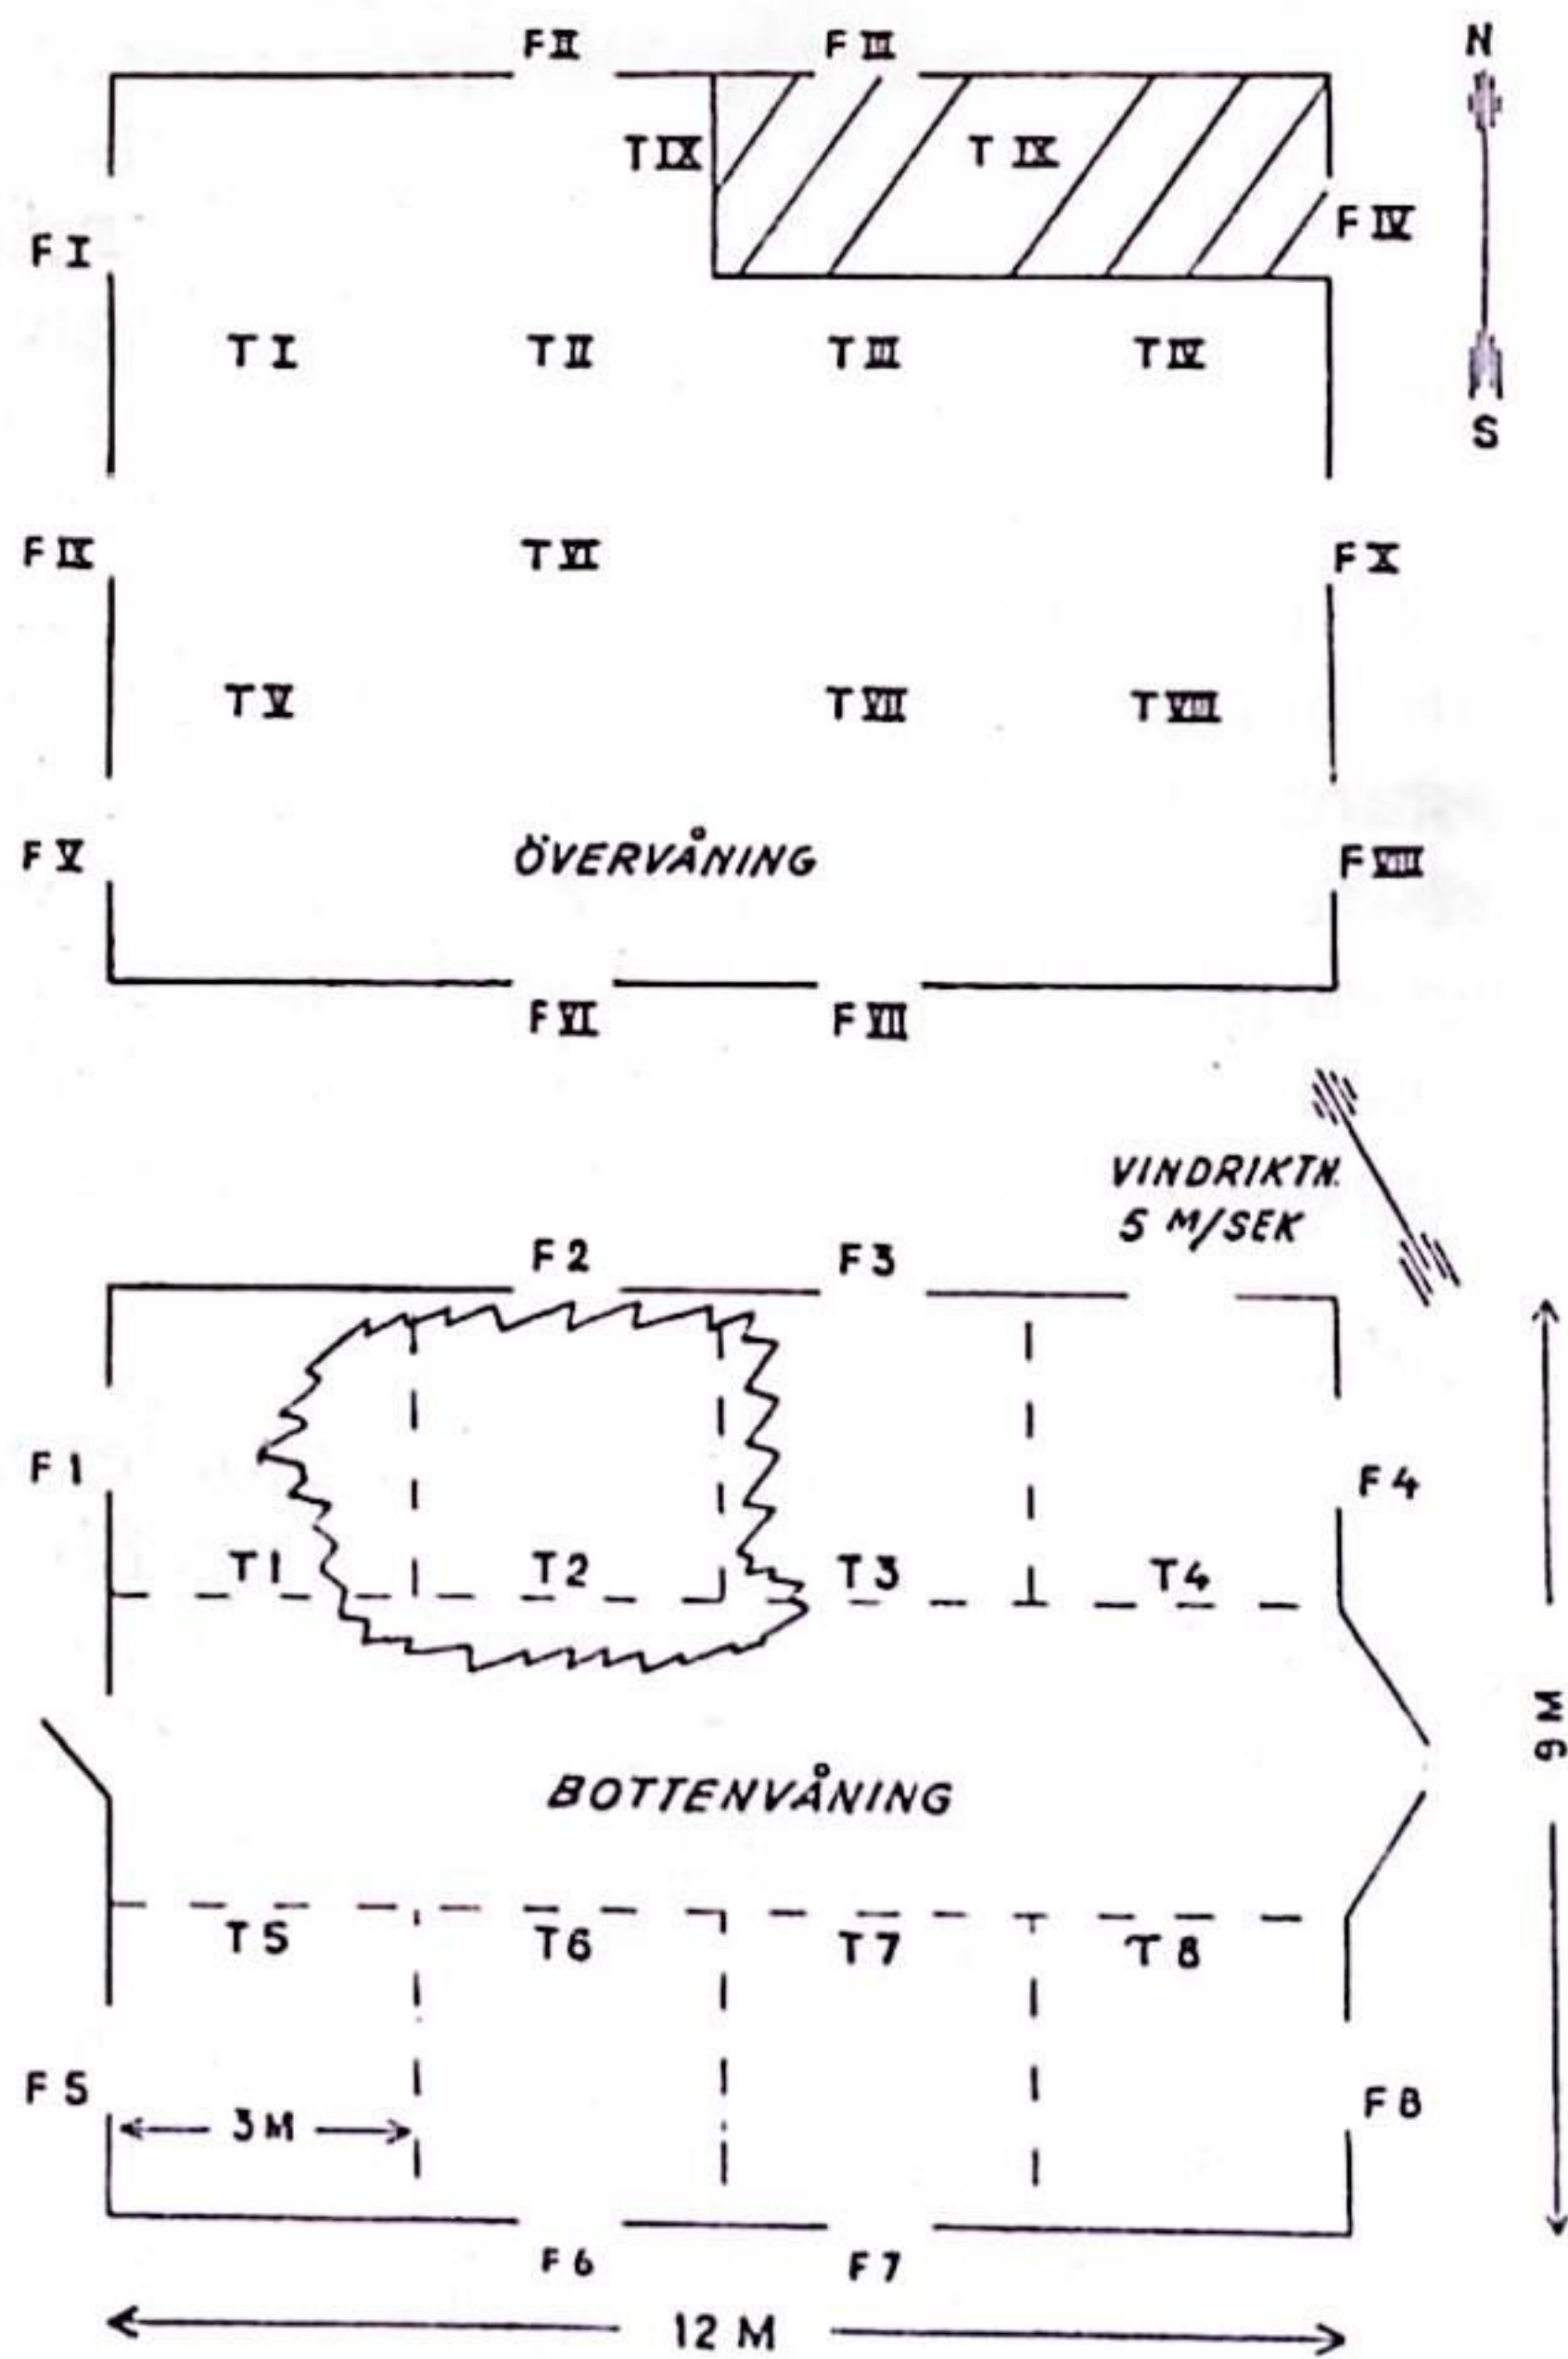 F II F III N
T IX T IX
F I F IV
T I T II T III T IV
S
F IX T VI F X
T V T VII T VIII
F V ÖVERVÅNING F VIII
F VI F VII
VINDRIKTN.
5 M/SEK
F 2 F 3
F 1 F 4
T 1 T 2 T 3 T 4
9 M
BOTTENVÅNING
T 5 T 6 T 7 T 8
F 5 F 8
3 M
F 6 F 7
12 M